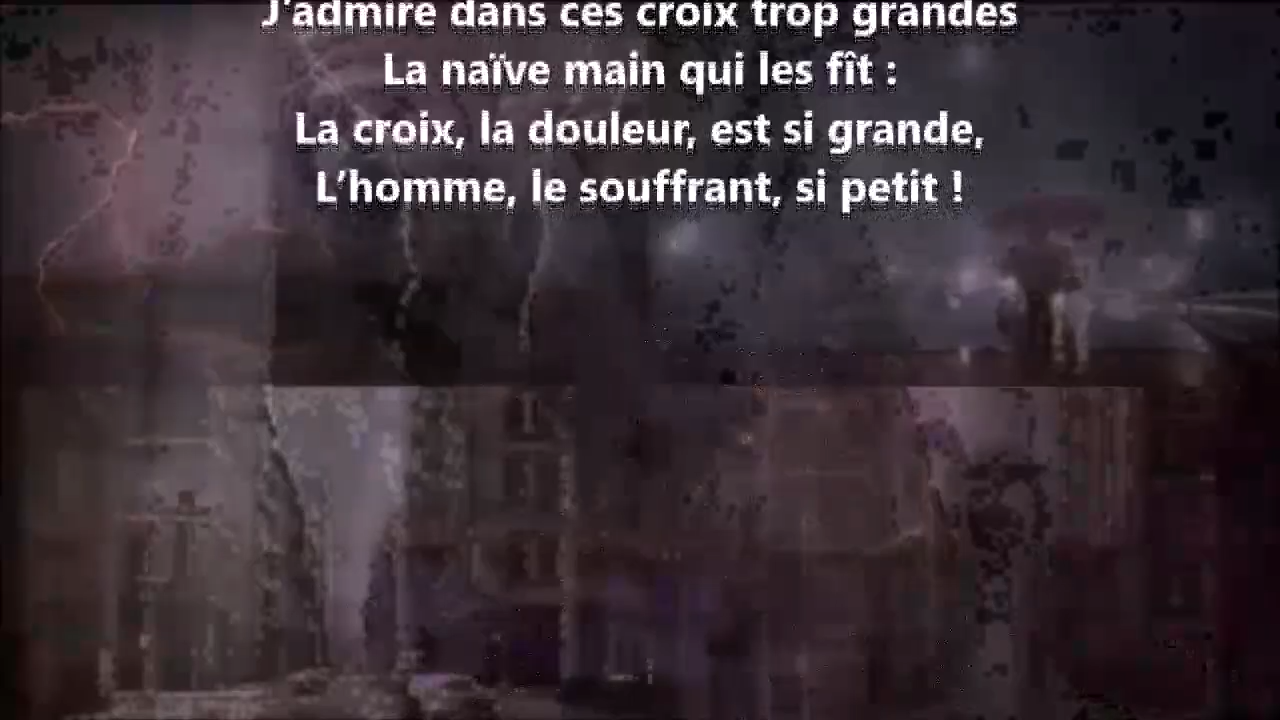 J'admire dans ces croix trop grandes
La naïve main qui les fît :
La croix, la douleur, est si grande,
L’homme, le souffrant, si petit !